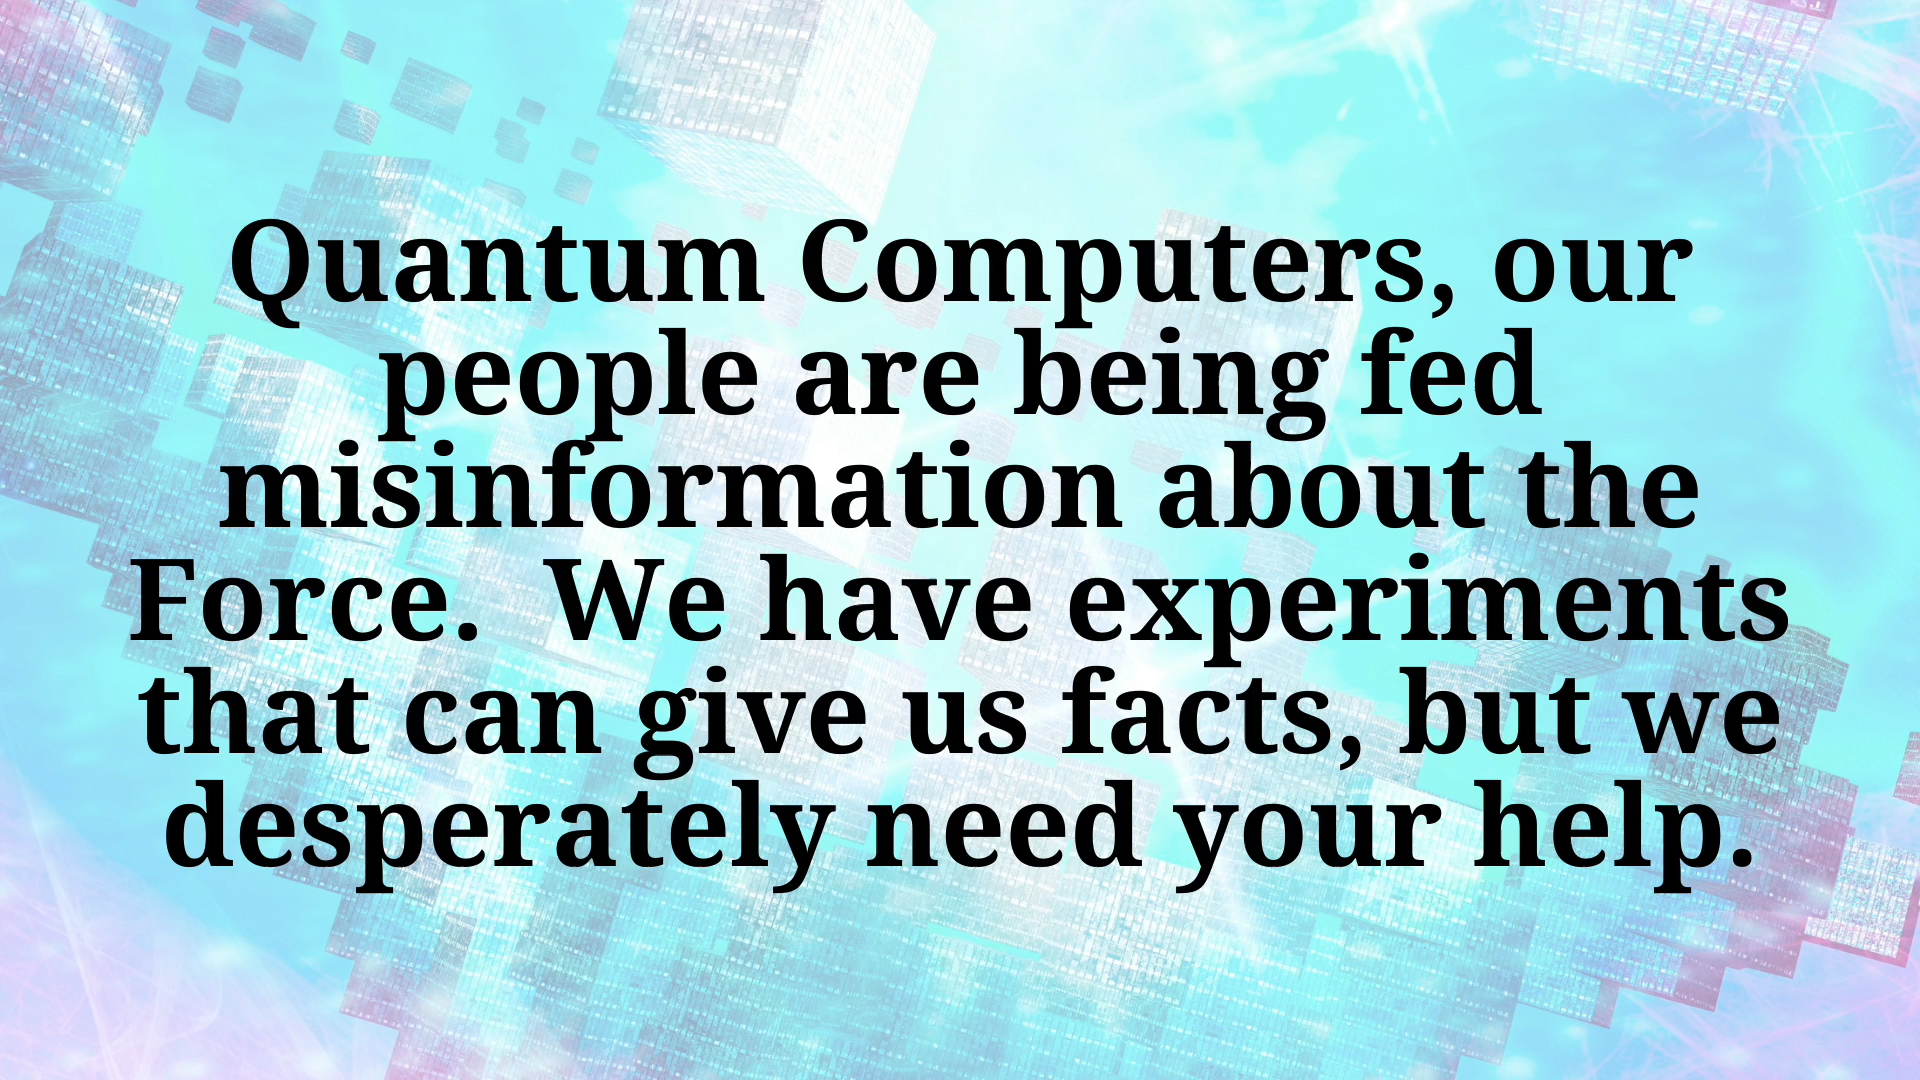 Quantum Computers, our
people are being fed
misinformation about the
Force.  We have experiments
that can give us facts, but we
desperately need your help.